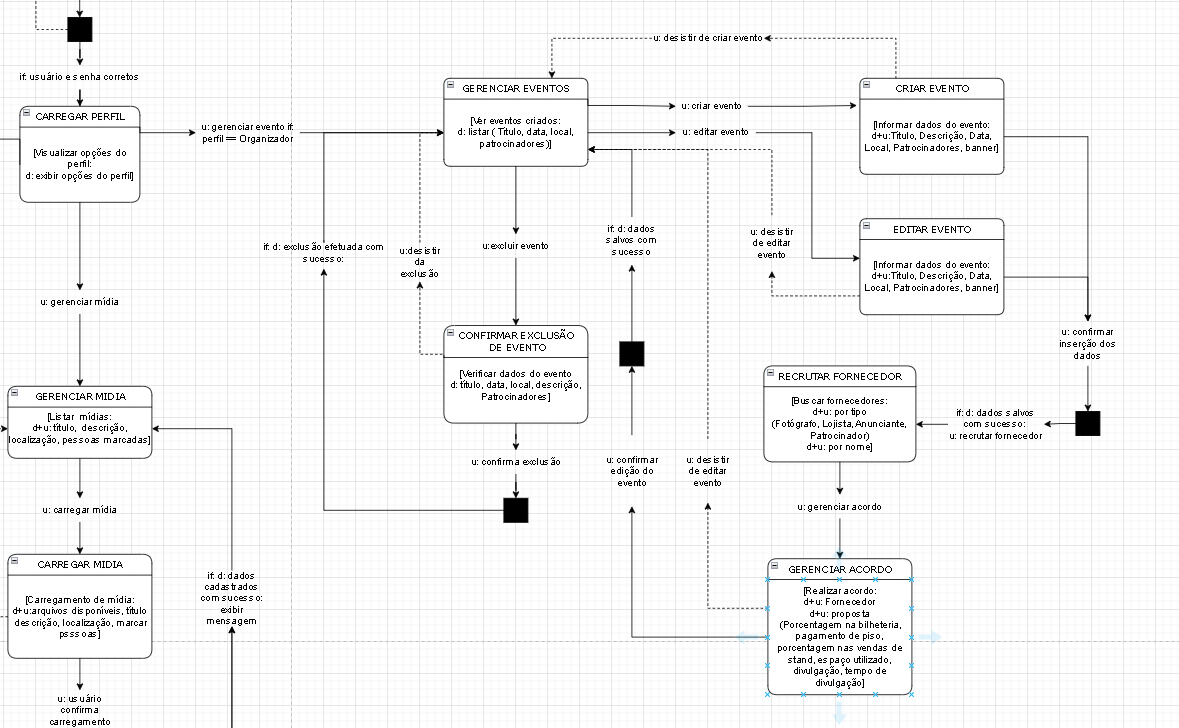 if: usuário e senha corretos
CARREGAR PERFIL
[Visualizar opções do
perfil:
d: exibir opções do perfil]
u: gerenciar evento if:
perfil == Organizador
u: gerenciar mídia
GERENCIAR MIDIA
[Listar mídias:
d+u:título, descrição,
localização, pessoas marcadas]
u: carregar mídia
CARREGAR MIDIA
[Carregamento de mídia:
d+u:arquivos disponíveis, título
descrição, localização, marcar
psssoas]
u: usuário
confirma
carregamento
if: d: dados
cadastrados
com sucesso:
exibir
mensagem
if: d: exclusão efetuada com
sucesso:
u:desistir
da
exclusão
GERENCIAR EVENTOS
[Ver eventos criados:
d: listar ( Título, data, local,
patrocinadores)]
u:excluir evento
CONFIRMAR EXCLUSÃO
DE EVENTO
[Verificar dados do evento
d: título, data, local, descrição,
Patrocinadores]
u: confirma exclusão
u: desistir de criar evento
u: criar evento
u: editar evento
if: d: dados
salvos com
sucesso
u: confirmar
edição do
evento
u: desistir
de editar
evento
u: desistir
de editar
evento
CRIAR EVENTO
[Informar dados do evento:
d+u:Título, Descrição, Data,
Local, Patrocinadores, banner]
EDITAR EVENTO
[Informar dados do evento:
d+u:Título, Descrição, Data,
Local, Patrocinadores, banner]
u: confirmar
inserção dos
dados
if: d: dados salvos
com sucesso:
u: recrutar fornecedor
RECRUTAR FORNECEDOR
[Buscar fornecedores:
d+u: por tipo
(Fotógrafo, Lojista,Anunciante,
Patrocinador)
d+u: por nome]
u: gerenciar acordo
GERENCIAR ACORDO
[Realizar acordo:
d+u: Fornecedor
d+u: proposta
(Porcentagem na bilheteria,
pagamento de piso,
porcentagem nas vendas de
stand, espaço utilizado,
divulgação, tempo de
divulgação]